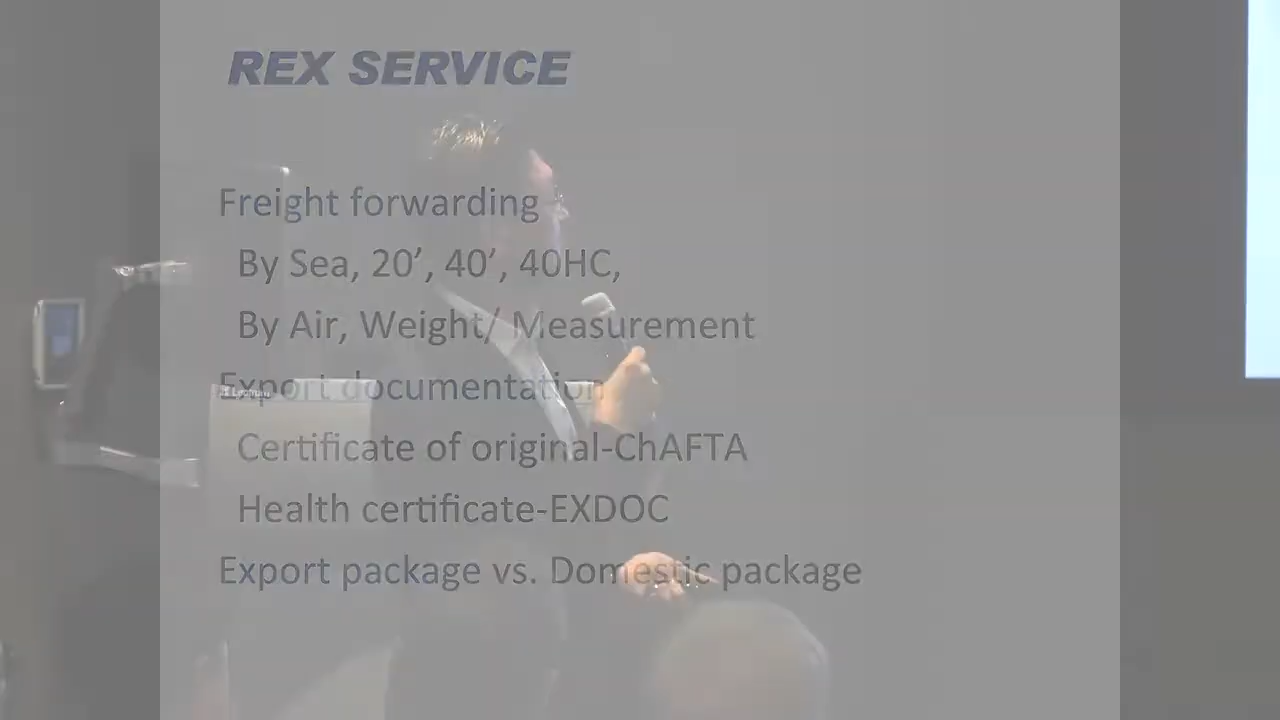 REX SERVICE
Freight forwarding
By Sea, 20’, 40’, 40HC,
By Air, Weight/ Measurement
Export documentation
Certificate of original-ChAFTA
Health certificate-EXDOC
Export package vs. Domestic package